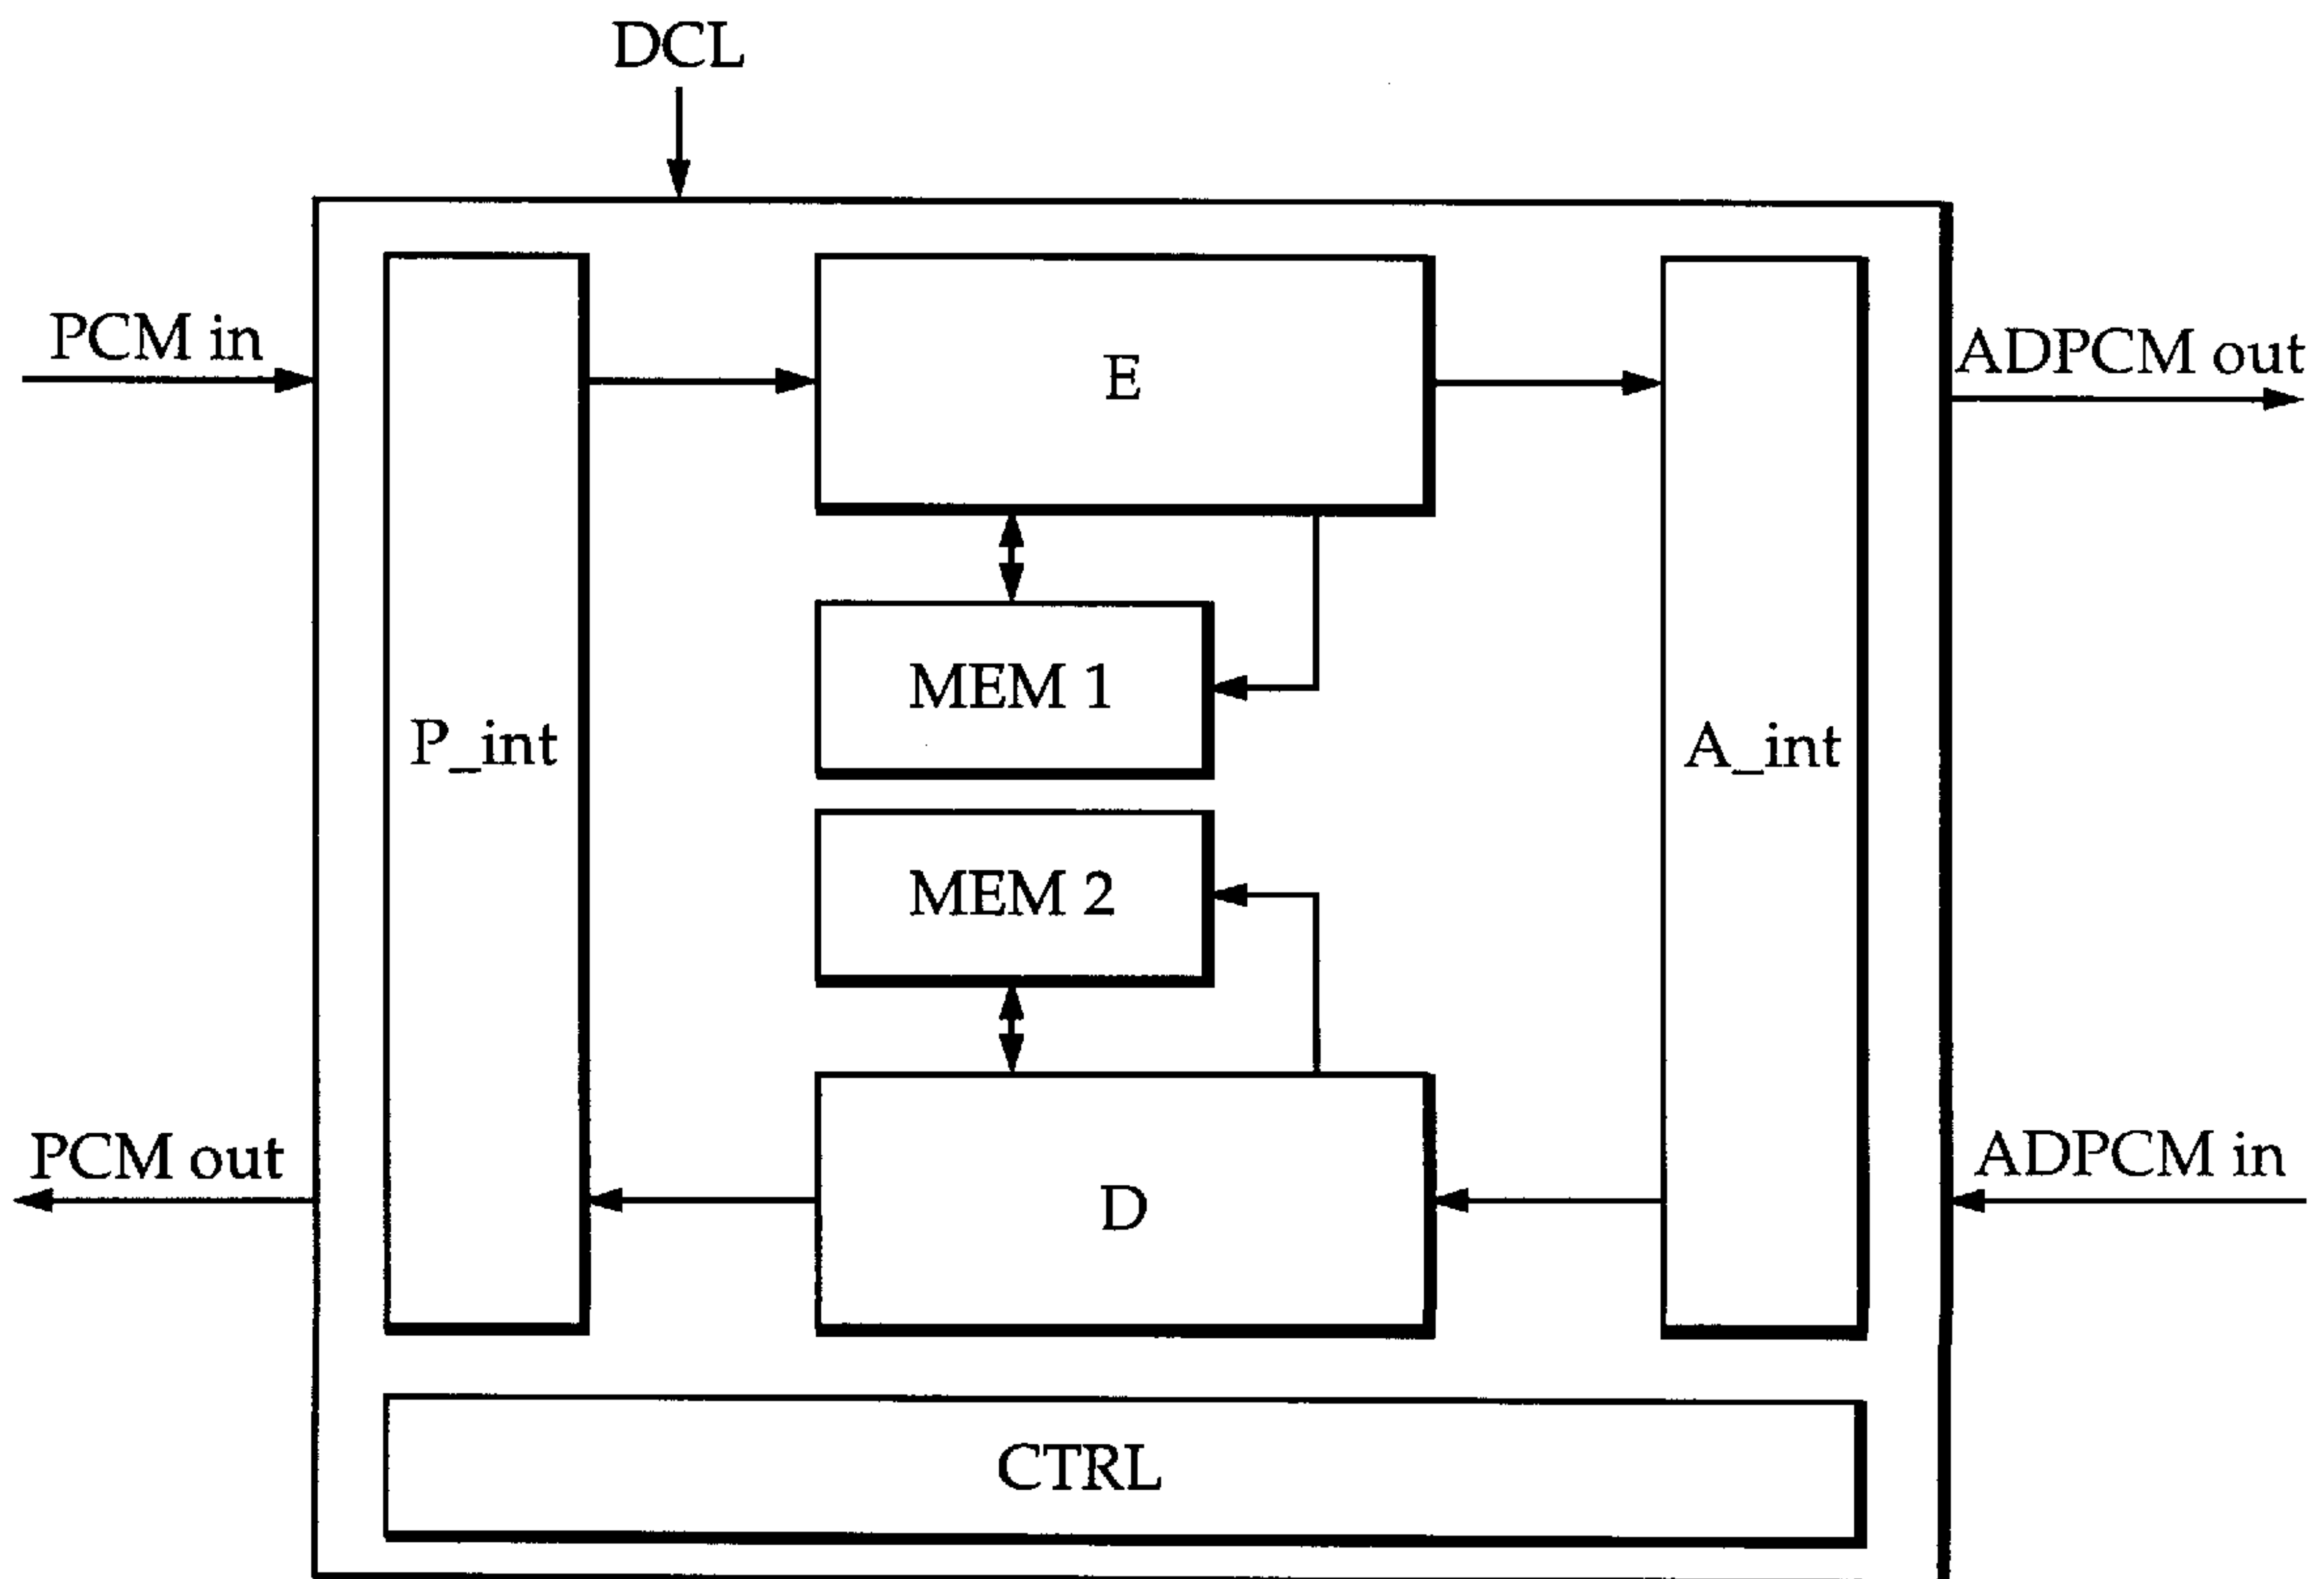 DCL
PCM in
E
ADPCM out
MEM 1
P_int
A_int
MEM 2
PCM out
D
ADPCM in
CTRL